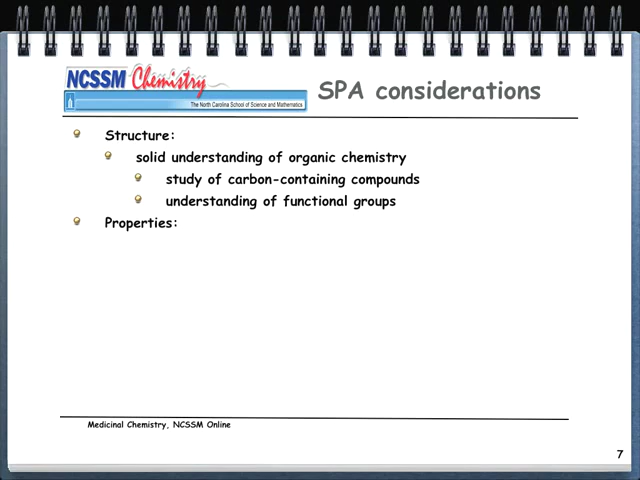 NCSSM Chemistry
The North Carolina School of Science and Mathematics
SPA considerations
Structure:
solid understanding of organic chemistry
study of carbon-containing compounds
understanding of functional groups
Properties:
Medicinal Chemistry, NCSSM Online
7